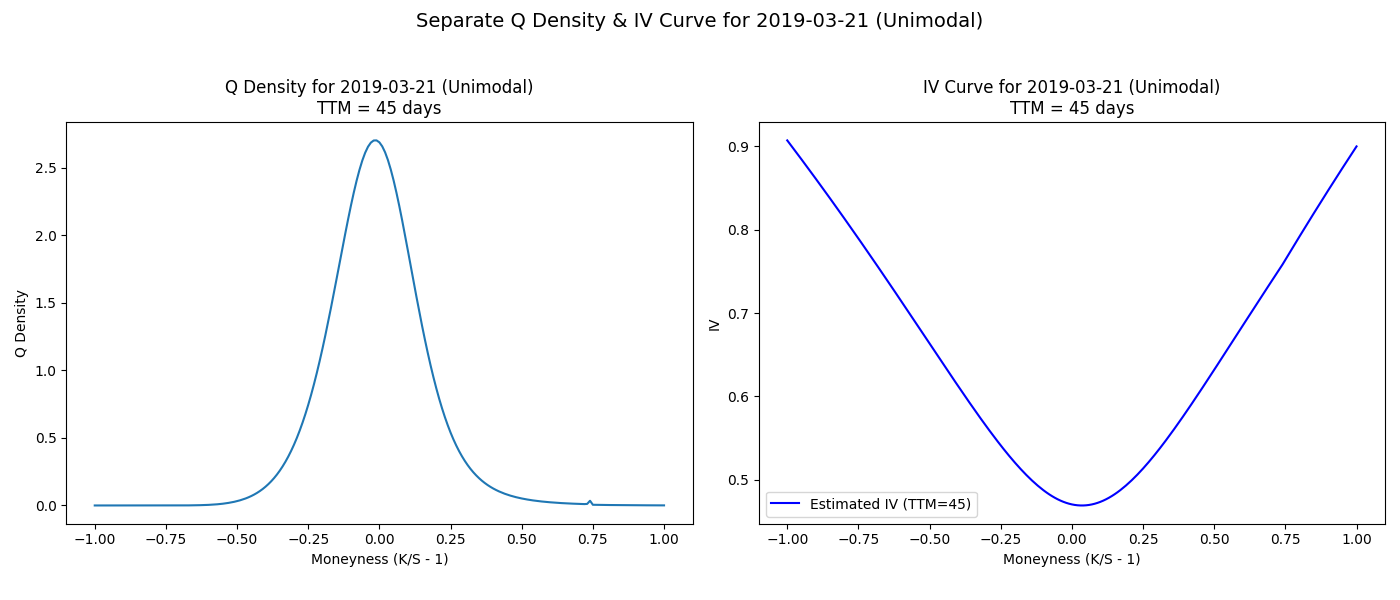 Separate Q Density & IV Curve for 2019-03-21 (Unimodal)
Q Density for 2019-03-21 (Unimodal)
TTM = 45 days
2.5
2.0
1.5
1.0
0.5
0.0
Q Density
−1.00 −0.75 −0.50 −0.25 0.00 0.25 0.50 0.75 1.00
Moneyness (K/S - 1)
IV Curve for 2019-03-21 (Unimodal)
TTM = 45 days
0.9
0.8
0.7
0.6
0.5
IV
Estimated IV (TTM=45)
−1.00 −0.75 −0.50 −0.25 0.00 0.25 0.50 0.75 1.00
Moneyness (K/S - 1)